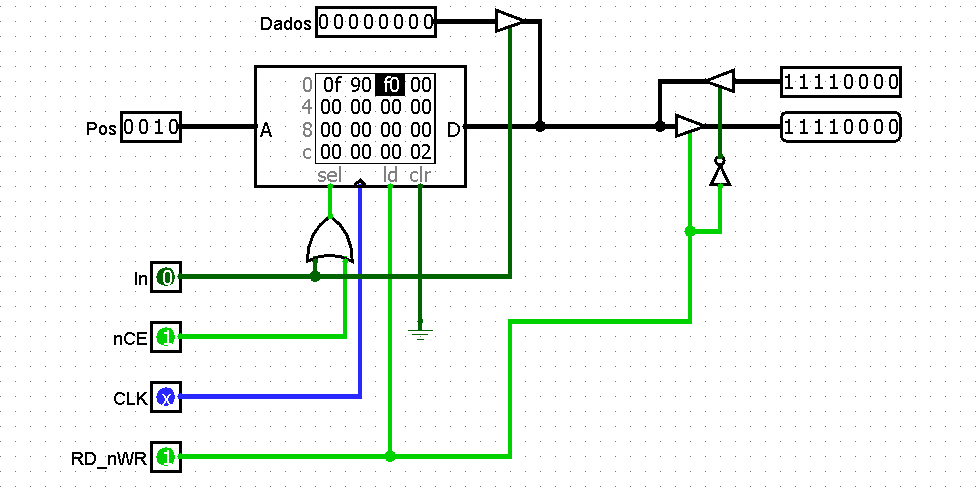 Dados 00000000
0 0f 90 f0 00
4 00 00 00 00
8 00 00 00 00
c 00 00 00 02
A
D
sel ld clr
Pos 0010
11110000
11110000
In 0
nCE 1
CLK x
RD_nWR 1